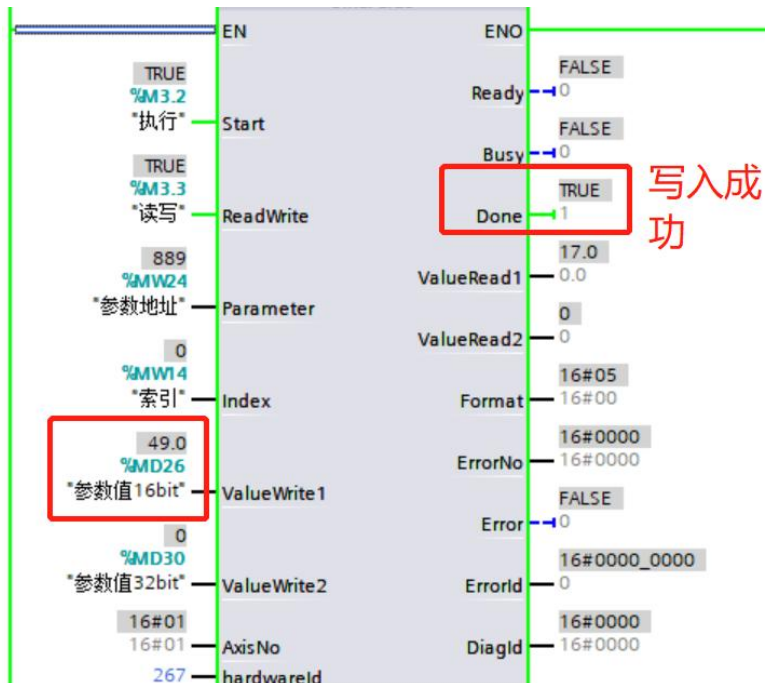 EN
ENO
TRUE
%M3.2
"执行"
Start
Ready
FALSE
0
Busy
FALSE
0
TRUE
%M3.3
"读写"
ReadWrite
Done
TRUE
1
写入成
功
889
%MW24
"参数地址"
Parameter
ValueRead1
17.0
0.0
ValueRead2
0
0
0
%MW14
"索引"
Index
Format
16#05
16#00
49.0
%MD26
"参数值16bit"
ValueWrite1
ErrorNo
16#0000
16#0000
Error
FALSE
0
0
%MD30
"参数值32bit"
ValueWrite2
ErrorId
16#0000_0000
0
16#01
16#01
AxisNo
DiagId
16#0000
16#0000
267
hardwareId